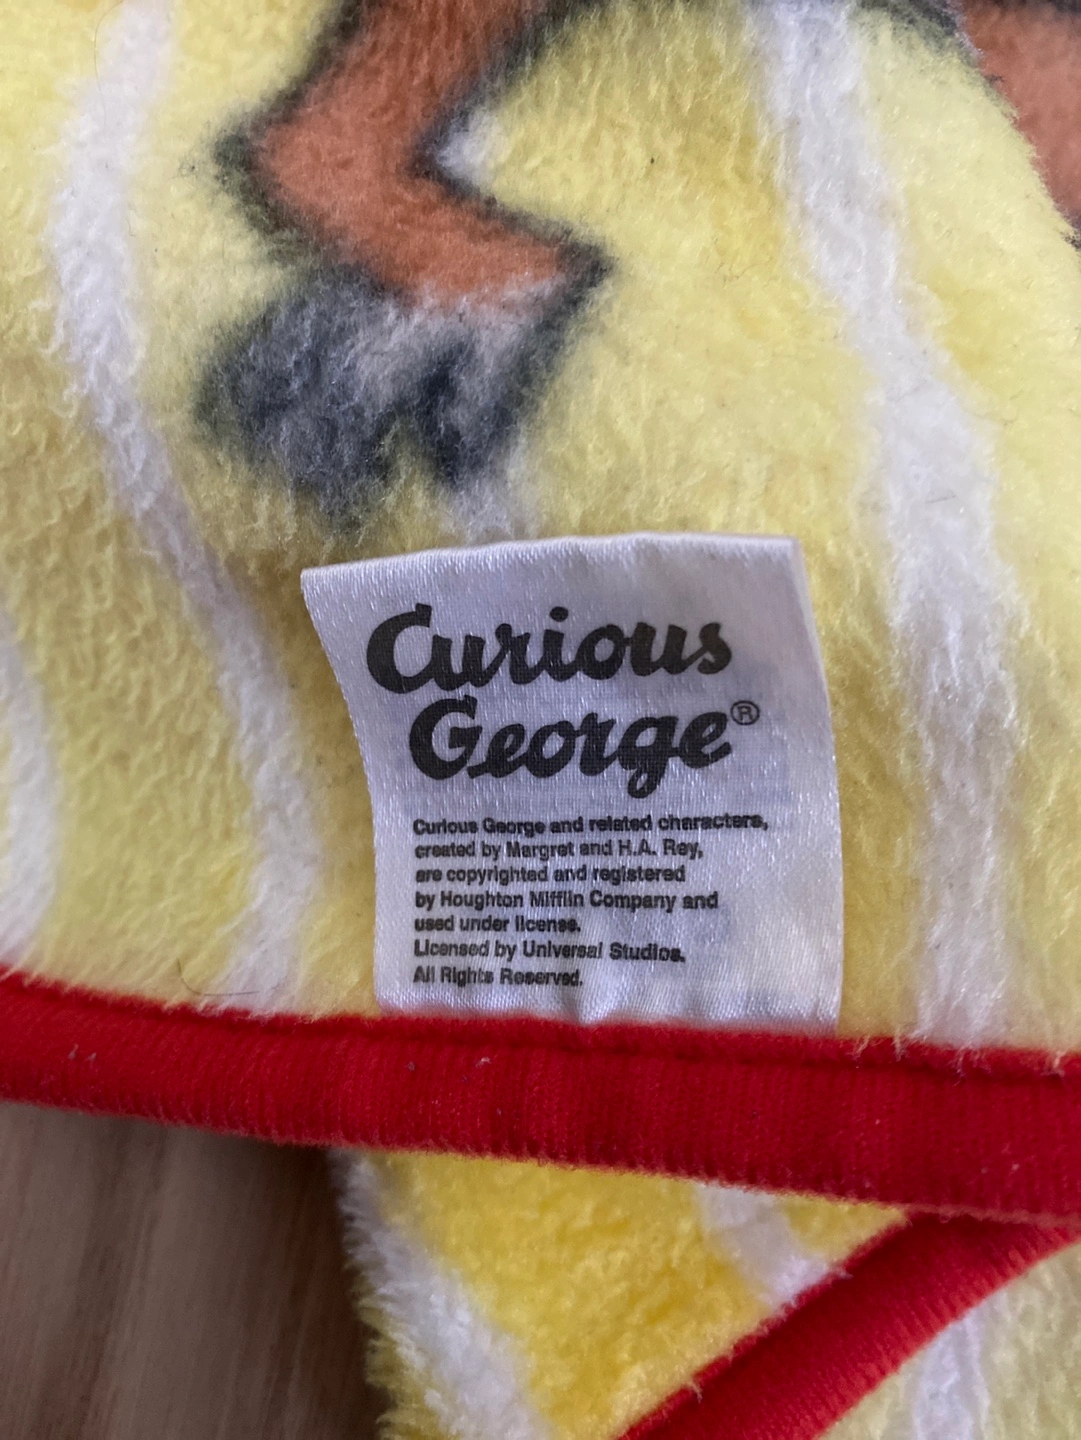 Curious
George®
Curious George and related characters,
created by Margret and H.A. Rey,
are copyrighted and registered
by Houghton Mifflin Company and
used under license.
Licensed by Universal Studios.
All Rights Reserved.